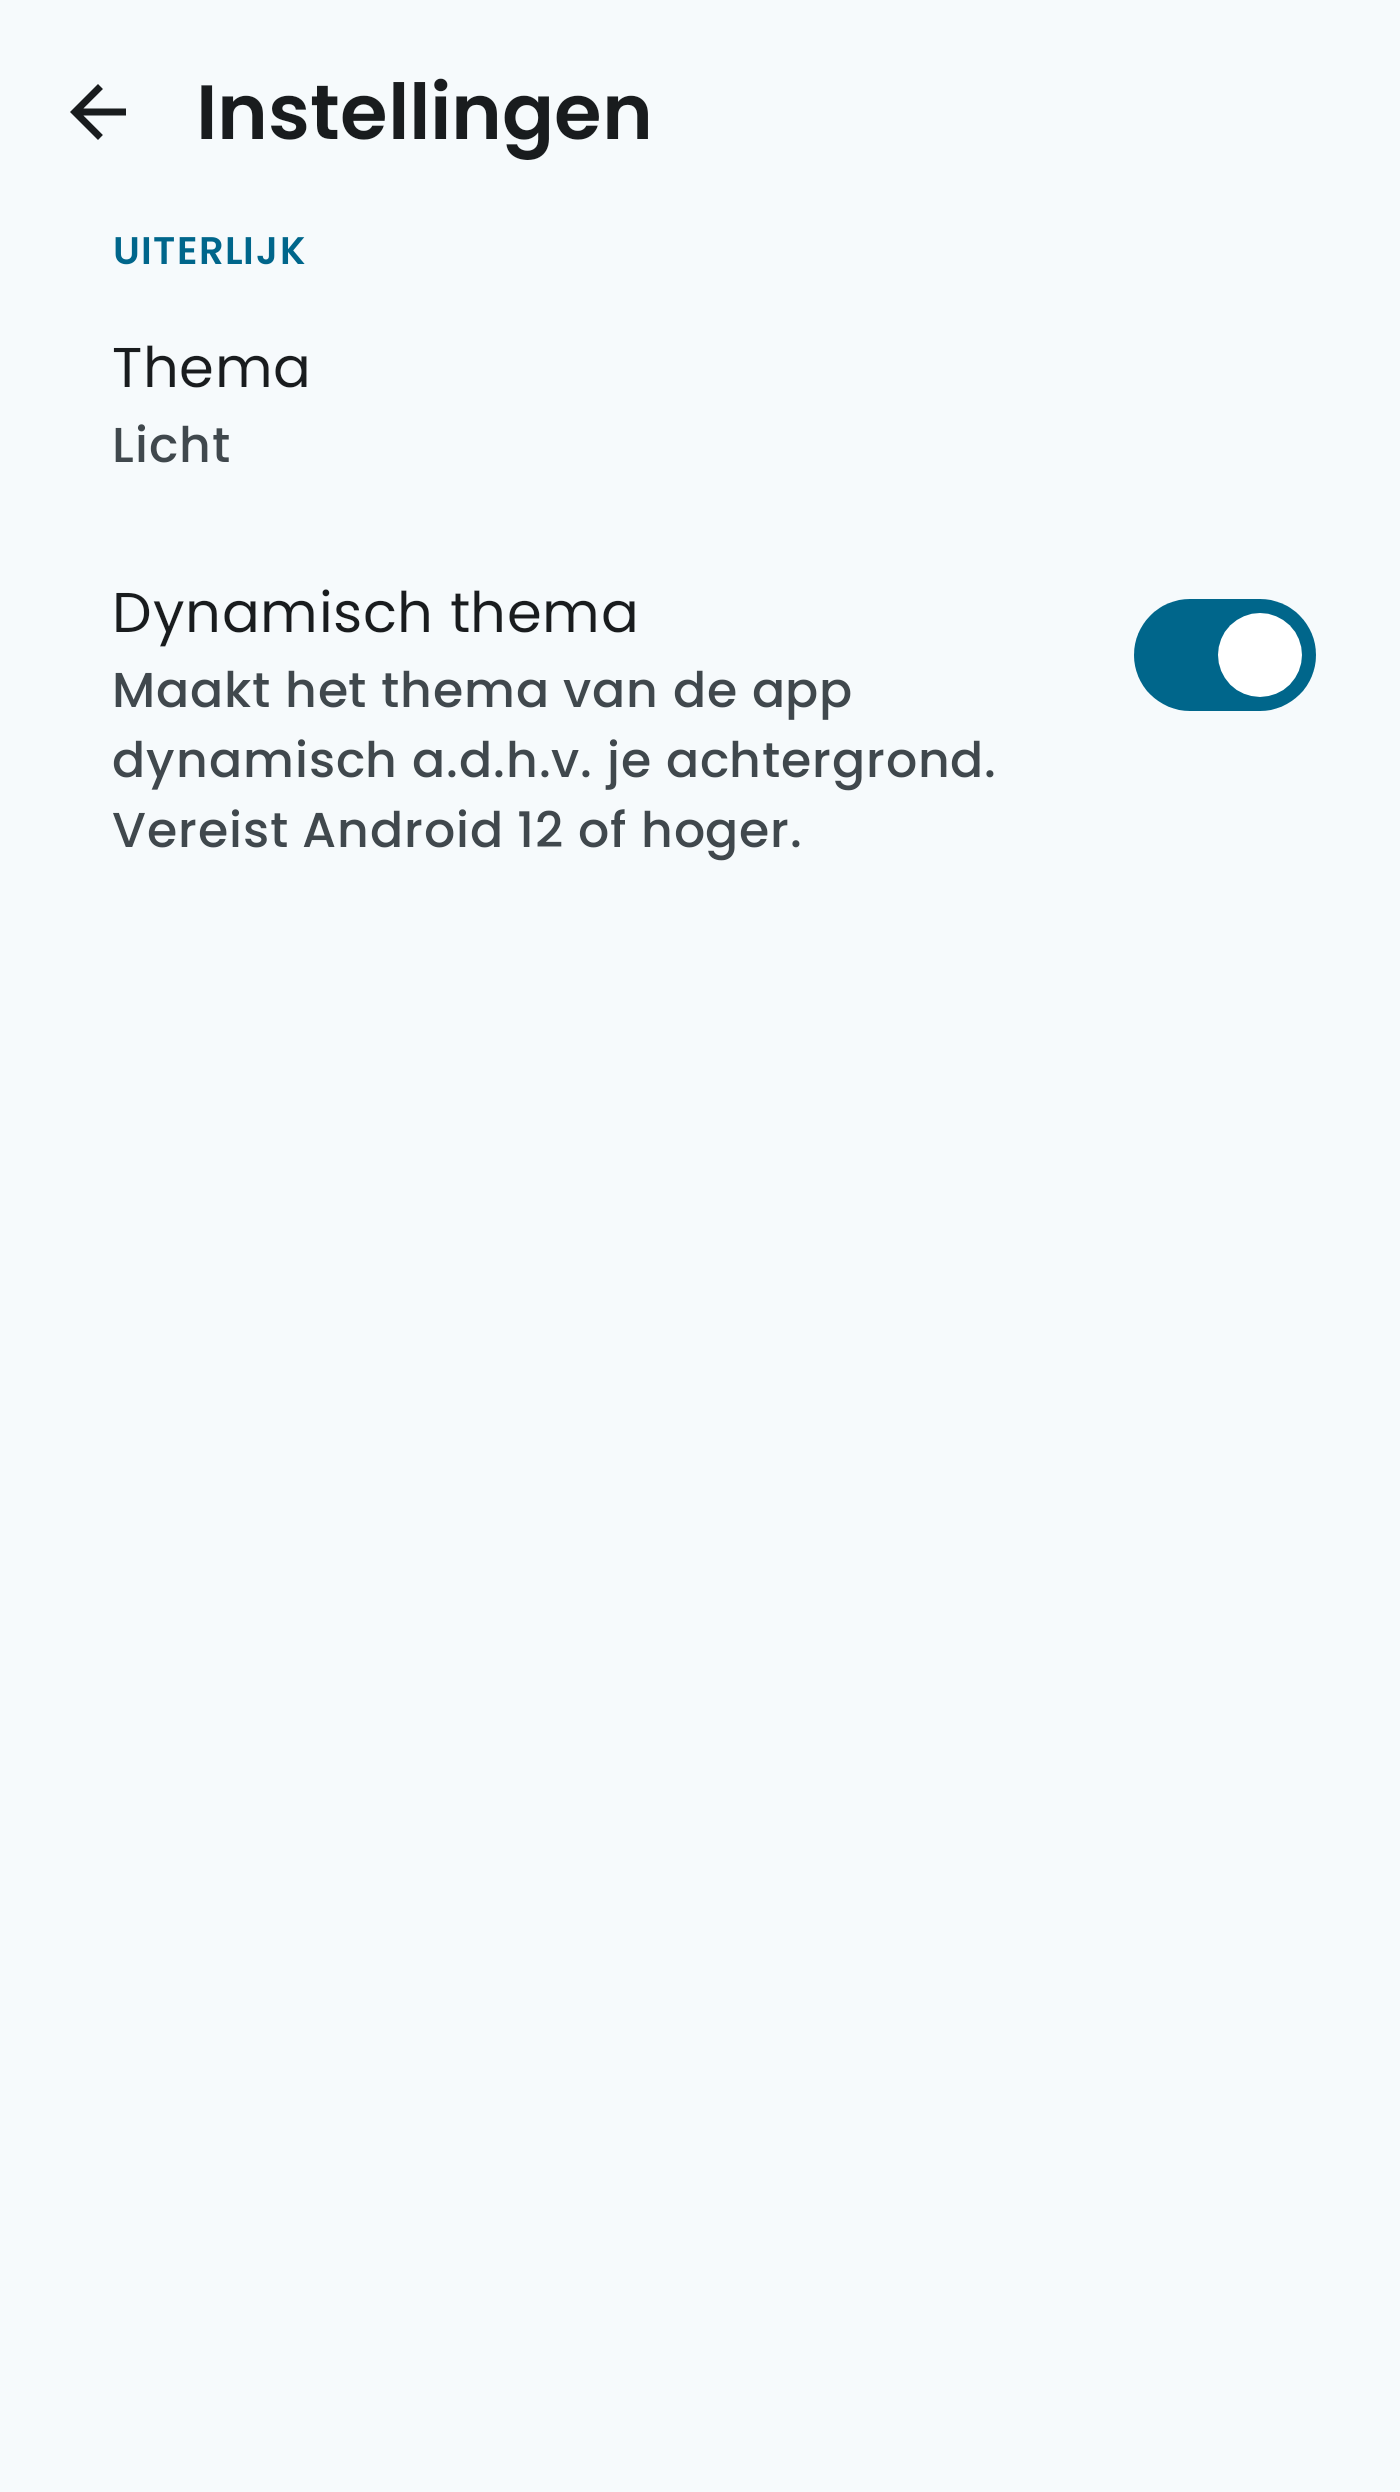 Instellingen
UITERLIJK
Thema
Licht
Dynamisch thema
Maakt het thema van de app
dynamisch a.d.h.v. je achtergrond.
Vereist Android 12 of hoger.